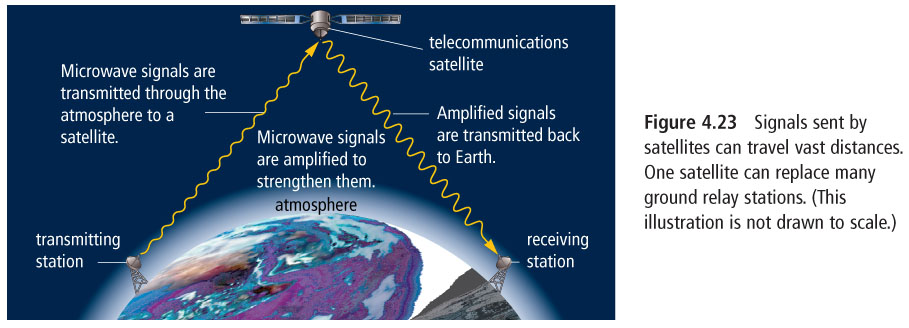 telecommunications
satellite
Microwave signals are
transmitted through the
atmosphere to a
satellite.
Amplified signals
are transmitted back
to Earth.
Microwave signals
are amplified to
strengthen them.
atmosphere
transmitting
station
receiving
station
Figure 4.23 Signals sent by
satellites can travel vast distances.
One satellite can replace many
ground relay stations. (This
illustration is not drawn to scale.)